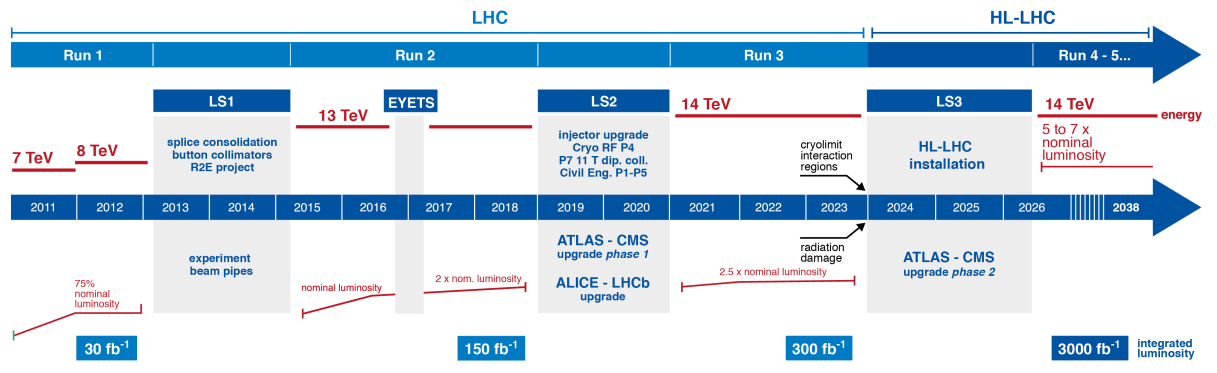 LHC
HL-LHC
Run 1
Run 2
Run 3
Run 4 - 5...
LS1
EYETS
LS2
LS3
7 TeV
8 TeV
13 TeV
14 TeV
14 TeV
energy
splice consolidation
button collimators
R2E project
injector upgrade
Cryo RF P4
P7 11 T dip. coll.
Civil Eng. P1-P5
cryolimit
interaction
regions
HL-LHC
installation
5 to 7 x
nominal
luminosity
2011
2012
2013
2014
2015
2016
2017
2018
2019
2020
2021
2022
2023
2024
2025
2026
2038
experiment
beam pipes
ATLAS - CMS
upgrade phase 1
ALICE - LHCb
upgrade
radiation
damage
ATLAS - CMS
upgrade phase 2
75%
nominal
luminosity
nominal luminosity
2 x nom. luminosity
2.5 x nominal luminosity
30 fb⁻¹
150 fb⁻¹
300 fb⁻¹
3000 fb⁻¹
integrated
luminosity